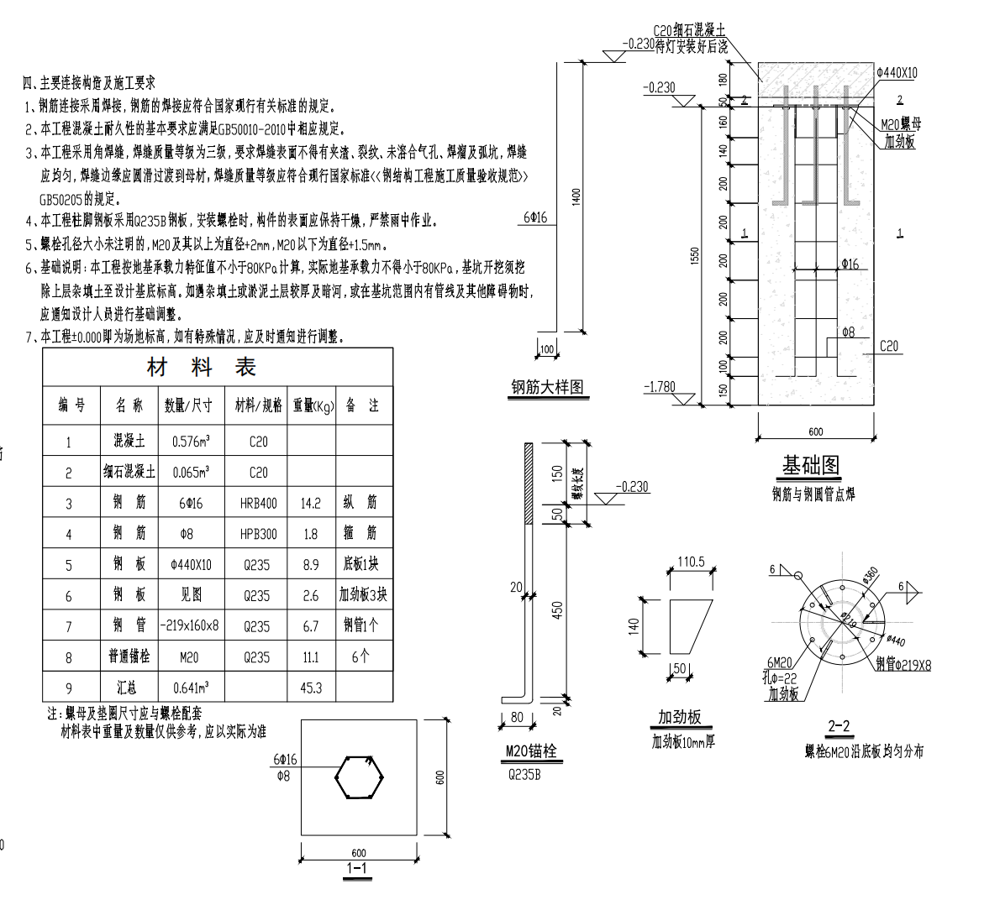 四、主要连接构造及施工要求
1、钢筋连接采用焊接，钢筋的焊接应符合国家现行有关标准的规定。
2、本工程混凝土耐久性的基本要求应满足GB50010-2010中相应规定。
3、本工程采用角焊缝，焊缝质量等级为三级，要求焊缝表面不得有夹渣、裂纹、未溶合气孔、焊瘤及弧坑，焊缝
应均匀，焊缝边缘应圆滑过渡到母材；焊缝质量等级应符合现行国家标准<<钢结构工程施工质量验收规范>>
GB50205的规定。
4、本工程柱脚钢板采用Q235B钢板，安装螺栓时，构件的表面应保持干燥，严禁雨中作业。
5、螺栓孔径大小未注明的，M20及其以上为直径+2mm，M20以下为直径+1.5mm。
6、基础说明：本工程按地基承载力特征值不小于80KPa计算，实际地基承载力不得小于80KPa，基坑开挖须挖
除上层杂填土至设计基底标高。如遇杂填土或淤泥土层较厚及暗河，或在基坑范围内有管线及其他障碍物时，
应通知设计人员进行基础调整。
7、本工程±0.000即为场地标高，如有特殊情况，应及时通知进行调整。
材 料 表
编 号 名 称 数量/尺寸 材料/规格 重量(Kg) 备 注
1 混凝土 0.576m³ C20
2 细石混凝土 0.065m³ C20
3 钢 筋 6Φ16 HRB400 14.2 纵 筋
4 钢 筋 Φ8 HPB300 1.8 箍 筋
5 钢 板 Φ440X10 Q235 8.9 底板1块
6 钢 板 见图 Q235 2.6 加劲板3块
7 钢 管 -219x160x8 Q235 6.7 钢管1个
8 普通锚栓 M20 Q235 11.1 6个
9 汇总 0.641m³ 45.3
注：螺母及垫圈尺寸应与螺栓配套
材料表中重量及数量仅供参考，应以实际为准
6Φ16
Φ8
600
600
1-1
-0.230
6Φ16
1400
100
钢筋大样图
C20细石混凝土
待灯安装好后浇
-0.230
-1.780
1550
180
50
160
140
200
200
200
200
100
150
2
2
1
1
Φ440X10
M20螺母
加劲板
Φ16
Φ8
C20
600
基础图
钢筋与钢圆管点焊
150
50
螺纹长度
-0.230
450
20
20
80
M20锚栓
Q235B
110.5
140
50
加劲板
加劲板10mm厚
6
6
Φ360
Φ219
Φ440
6M20
孔Φ=22
加劲板
钢管Φ219X8
2-2
螺栓6M20沿底板均匀分布